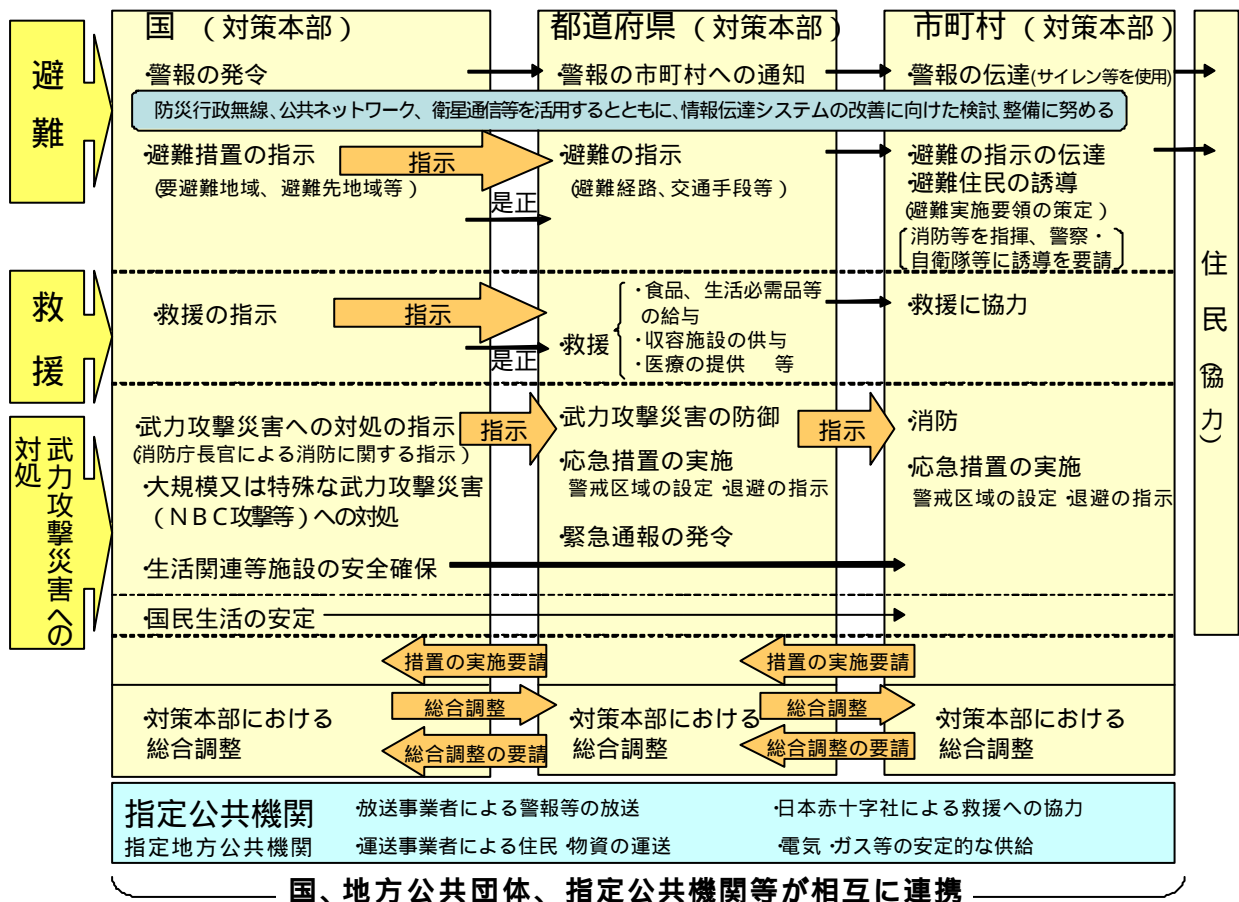 国 (対策本部)
都道府県 (対策本部)
市町村 (対策本部)
避難
・警報の発令
・警報の市町村への通知
・警報の伝達(サイレン等を使用)
防災行政無線、公共ネットワーク、衛星通信等を活用するとともに、情報伝達システムの改善に向けた検討、整備に努める
・避難措置の指示
(要避難地域、避難先地域等)
指示
是正
・避難の指示
(避難経路、交通手段等)
・避難の指示の伝達
・避難住民の誘導
(避難実施要領の策定)
消防等を指揮、警察・
自衛隊等に誘導を要請
住民(協力)
救援
・救援の指示
指示
是正
・救援
・食品、生活必需品等
の給与
・収容施設の供与
・医療の提供 等
・救援に協力
武力攻撃災害への
対処
・武力攻撃災害への対処の指示
(消防庁長官による消防に関する指示)
・大規模又は特殊な武力攻撃災害
(NBC攻撃等)への対処
指示
・武力攻撃災害の防御
・応急措置の実施
警戒区域の設定・退避の指示
・緊急通報の発令
指示
・消防
・応急措置の実施
警戒区域の設定・退避の指示
・生活関連等施設の安全確保
・国民生活の安定
措置の実施要請
措置の実施要請
・対策本部における
総合調整
総合調整
総合調整の要請
・対策本部における
総合調整
総合調整
総合調整の要請
・対策本部における
総合調整
指定公共機関
指定地方公共機関
・放送事業者による警報等の放送
・日本赤十字社による救援への協力
・運送事業者による住民・物資の運送
・電気・ガス等の安定的な供給
国、地方公共団体、指定公共機関等が相互に連携